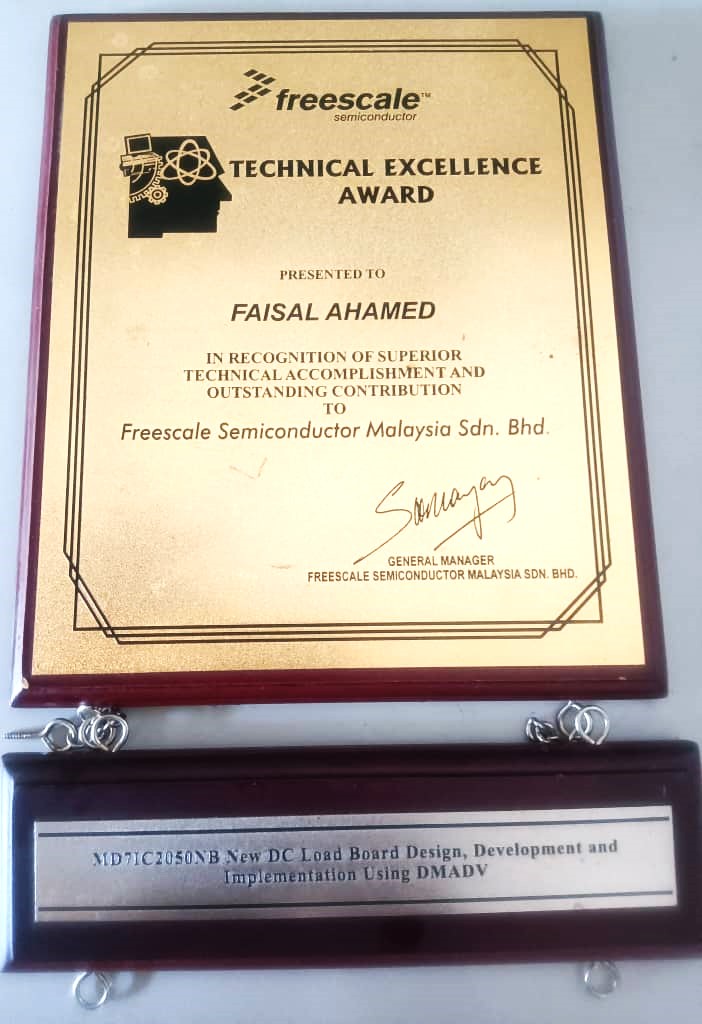 freescale™
semiconductor
TECHNICAL EXCELLENCE
AWARD
PRESENTED TO
FAISAL AHAMED
IN RECOGNITION OF SUPERIOR
TECHNICAL ACCOMPLISHMENT AND
OUTSTANDING CONTRIBUTION
TO
Freescale Semiconductor Malaysia Sdn. Bhd.
GENERAL MANAGER
FREESCALE SEMICONDUCTOR MALAYSIA SDN. BHD.
MD7IC2050NB New DC Load Board Design, Development and
Implementation Using DMADV